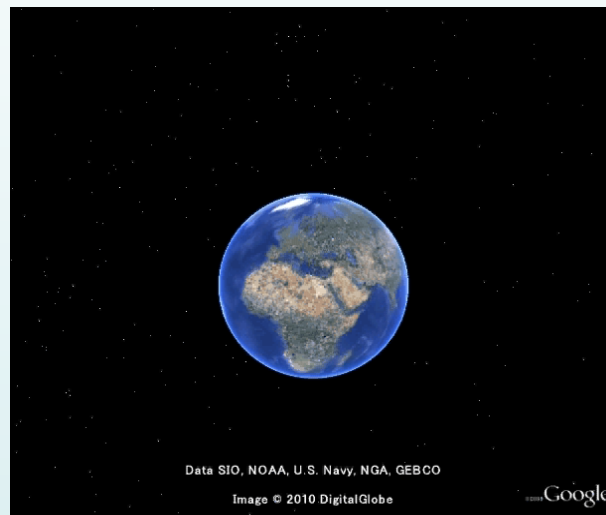 Data SIO, NOAA, U.S. Navy, NGA, GEBCO
Image © 2010 DigitalGlobe
Google